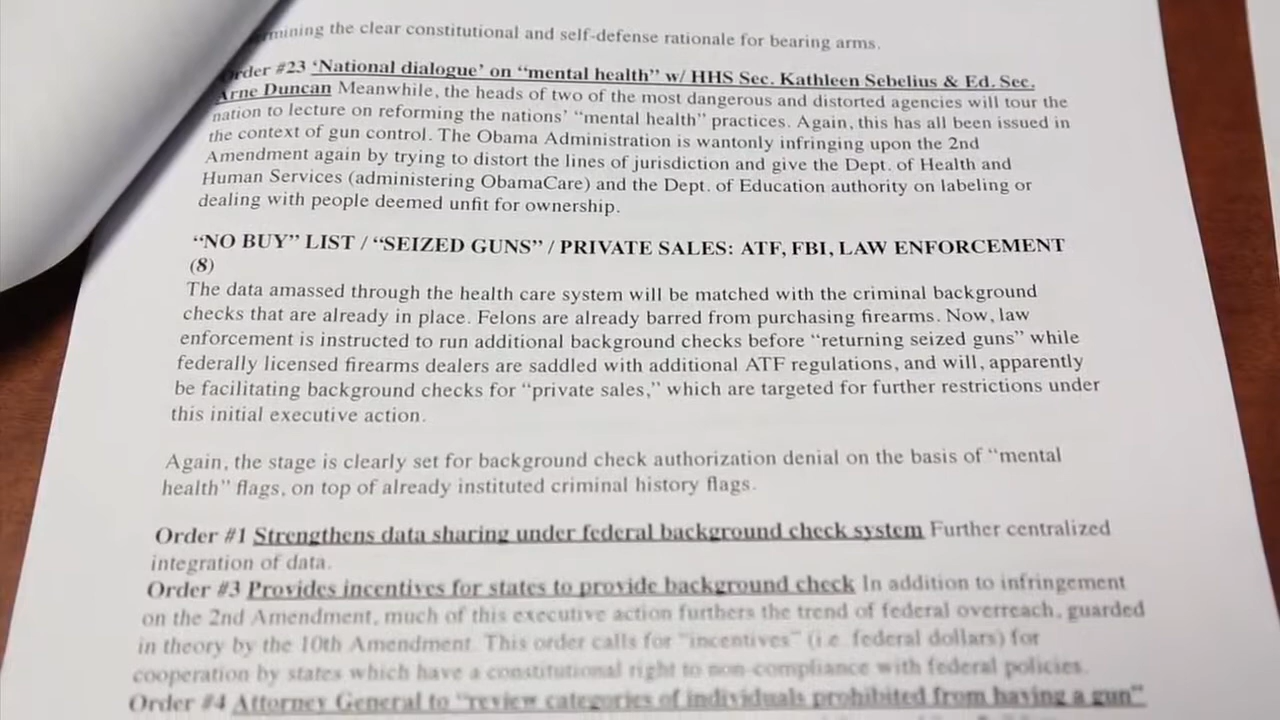 the clear constitutional and self-defense rationale for bearing arms.
Order #23 ‘National dialogue’ on “mental health” w/ HHS Sec. Kathleen Sebelius & Ed. Sec.
Arne Duncan Meanwhile, the heads of two of the most dangerous and distorted agencies will tour the
nation to lecture on reforming the nations’ “mental health” practices. Again, this has all been issued in
the context of gun control. The Obama Administration is wantonly infringing upon the 2nd
Amendment again by trying to distort the lines of jurisdiction and give the Dept. of Health and
Human Services (administering ObamaCare) and the Dept. of Education authority on labeling or
dealing with people deemed unfit for ownership.
“NO BUY” LIST / “SEIZED GUNS” / PRIVATE SALES: ATF, FBI, LAW ENFORCEMENT
(8)
The data amassed through the health care system will be matched with the criminal background
checks that are already in place. Felons are already barred from purchasing firearms. Now, law
enforcement is instructed to run additional background checks before “returning seized guns” while
federally licensed firearms dealers are saddled with additional ATF regulations, and will, apparently
be facilitating background checks for “private sales,” which are targeted for further restrictions under
this initial executive action.
Again, the stage is clearly set for background check authorization denial on the basis of “mental
health” flags, on top of already instituted criminal history flags.
Order #1 Strengthens data sharing under federal background check system Further centralized
integration of data.
Order #3 Provides incentives for states to provide background check In addition to infringement
on the 2nd Amendment, much of this executive action furthers the trend of federal overreach, guarded
in theory by the 10th Amendment. This order calls for “incentives” (i.e. federal dollars) for
cooperation by states which have a constitutional right to non-compliance with federal policies.
Order #4 Attorney General to “review categories of individuals prohibited from having a gun”